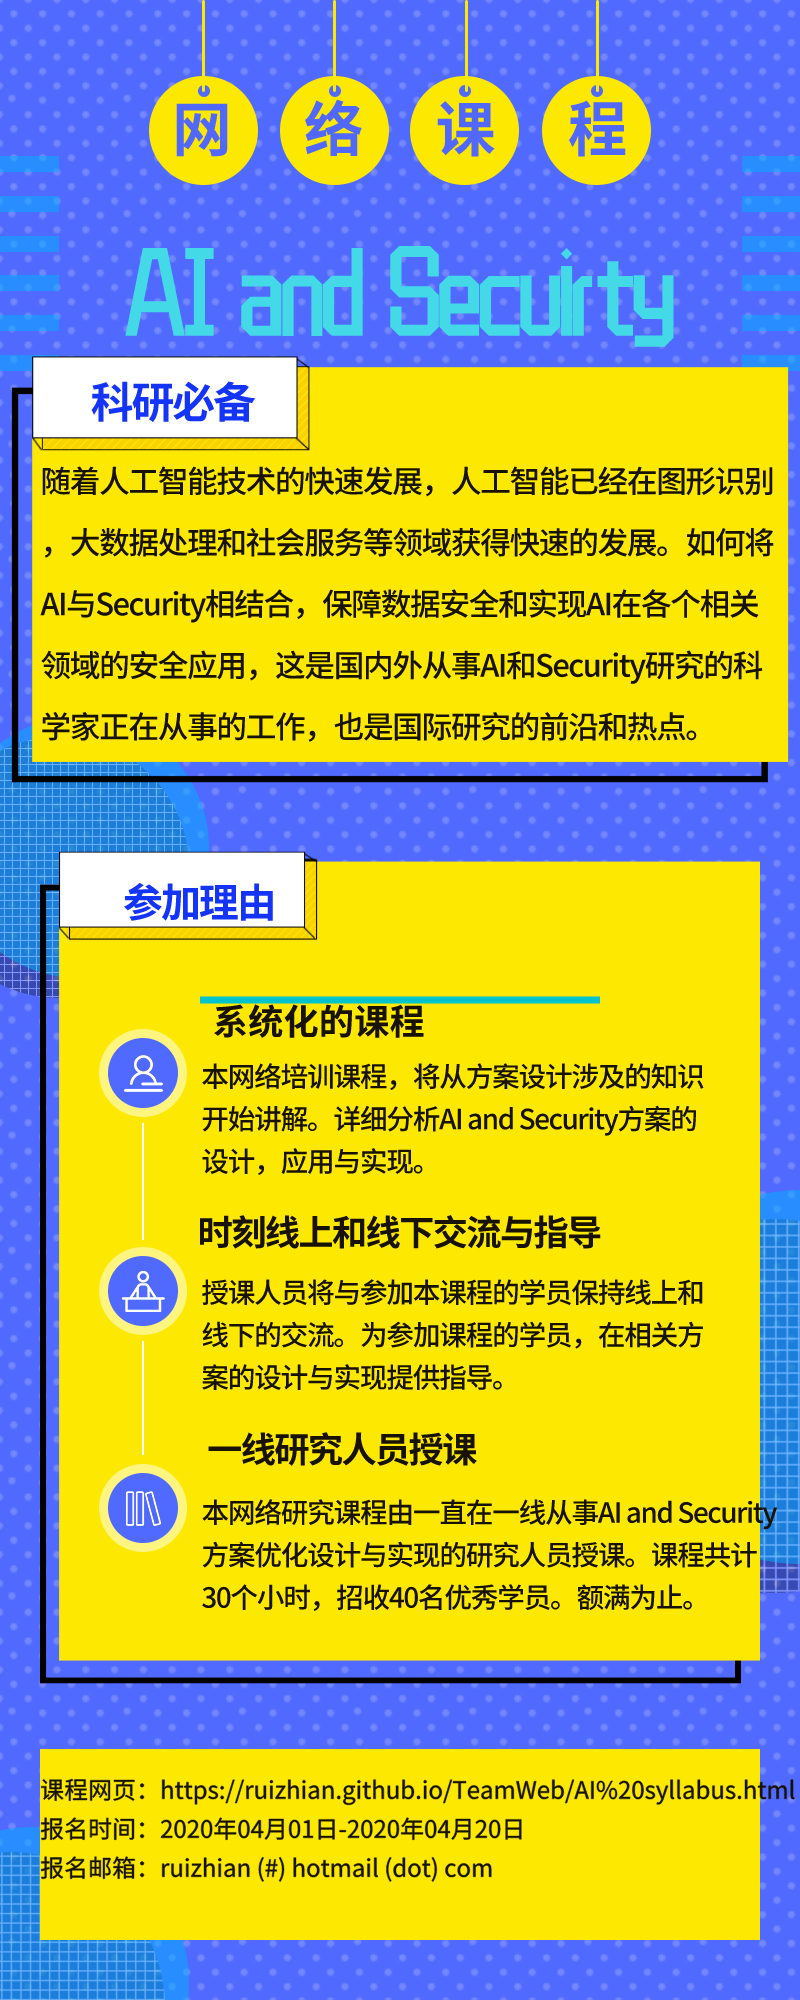 网络课程
AI and Secuirty
科研必备
随着人工智能技术的快速发展，人工智能已经在图形识别
，大数据处理和社会服务等领域获得快速的发展。如何将
AI与Security相结合，保障数据安全和实现AI在各个相关
领域的安全应用，这是国内外从事AI和Security研究的科
学家正在从事的工作，也是国际研究的前沿和热点。
参加理由
系统化的课程
本网络培训课程，将从方案设计涉及的知识
开始讲解。详细分析AI and Security方案的
设计，应用与实现。
时刻线上和线下交流与指导
授课人员将与参加本课程的学员保持线上和
线下的交流。为参加课程的学员，在相关方
案的设计与实现提供指导。
一线研究人员授课
本网络研究课程由一直在一线从事AI and Security
方案优化设计与实现的研究人员授课。课程共计
30个小时，招收40名优秀学员。额满为止。
课程网页：https://ruizhian.github.io/TeamWeb/AI%20syllabus.html
报名时间：2020年04月01日-2020年04月20日
报名邮箱：ruizhian (#) hotmail (dot) com